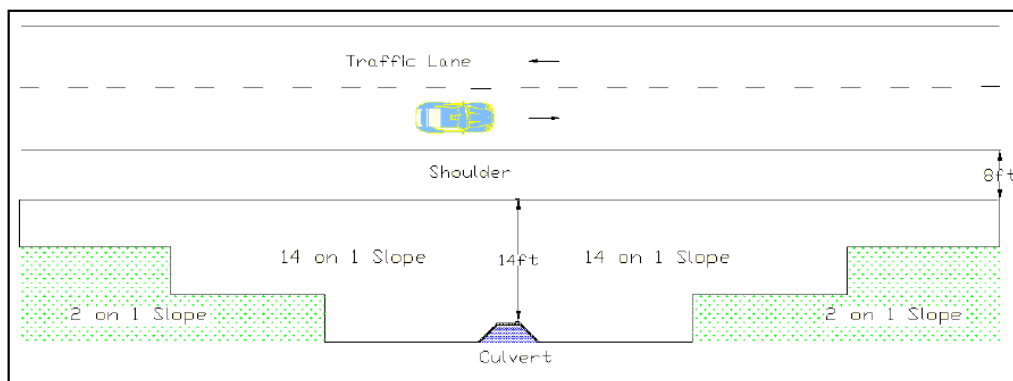 Traffic Lane
Shoulder
8ft
14 on 1 Slope
14ft
14 on 1 Slope
2 on 1 Slope
2 on 1 Slope
Culvert